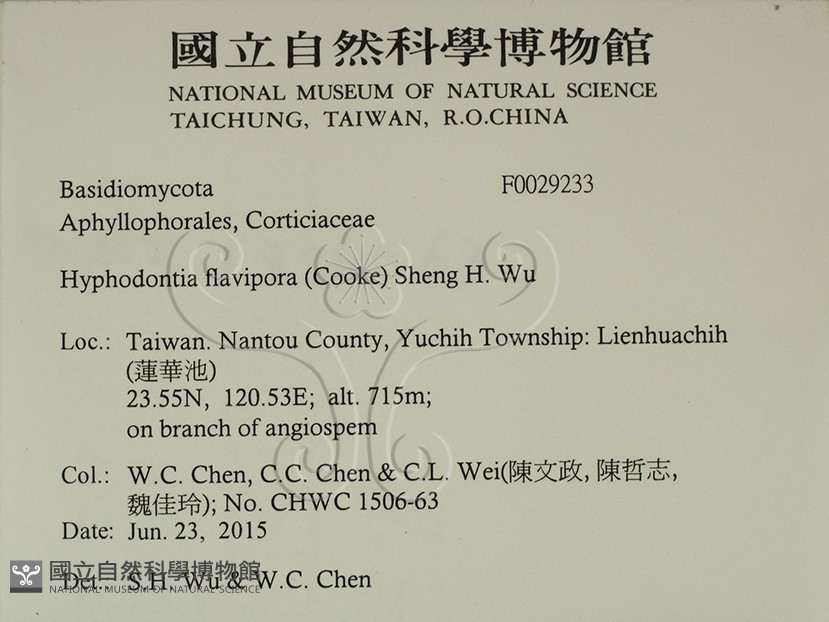 國立自然科學博物館
NATIONAL MUSEUM OF NATURAL SCIENCE
TAICHUNG, TAIWAN, R.O.CHINA
Basidiomycota F0029233
Aphyllophorales, Corticiaceae
Hyphodontia flavipora (Cooke) Sheng H. Wu
Loc.: Taiwan. Nantou County, Yuchih Township: Lienhuachih
(蓮華池)
23.55N, 120.53E; alt. 715m;
on branch of angiospem
Col.: W.C. Chen, C.C. Chen & C.L. Wei(陳文政, 陳哲志,
魏佳玲); No. CHWC 1506-63
Date: Jun. 23, 2015
Det.: S.H. Wu & W.C. Chen
國立自然科學博物館
NATIONAL MUSEUM OF NATURAL SCIENCE